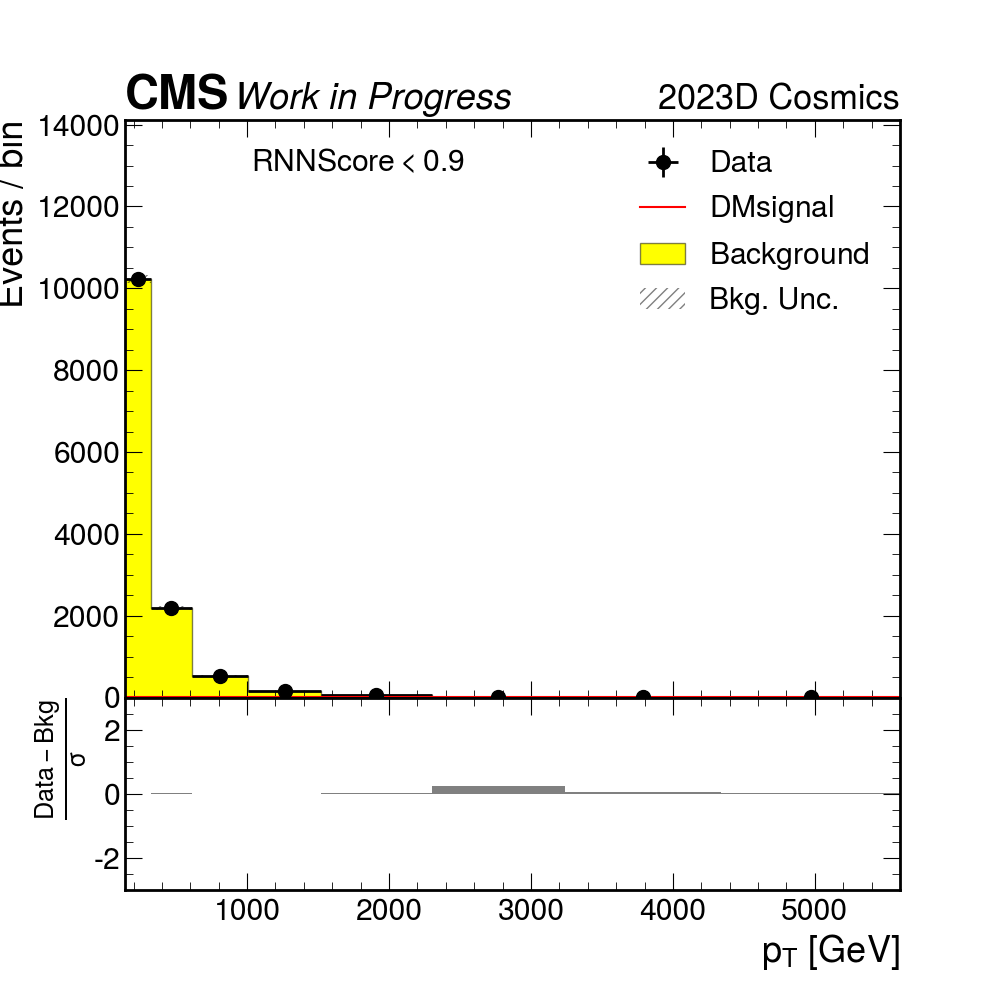 CMS Work in Progress 2023D Cosmics
Events / bin
14000
12000
10000
8000
6000
4000
2000
0
RNNScore < 0.9
Data
DMsignal
Background
Bkg. Unc.
Data − Bkg
σ
2
0
-2
1000 2000 3000 4000 5000
p_T [GeV]